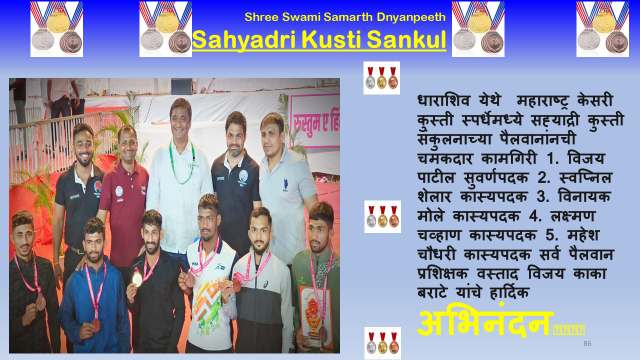 Shree Swami Samarth Dnyanpeeth
Sahyadri Kusti Sankul
रुस्तुम ए हिं
धाराशिव येथे महाराष्ट्र केसरी
कुस्ती स्पर्धेमध्ये सह्याद्री कुस्ती
संकुलनाच्या पैलवानांनची
चमकदार कामगिरी 1. विजय
पाटील सुवर्णपदक 2. स्वप्निल
शेलार कास्यपदक 3. विनायक
मोले कास्यपदक 4. लक्ष्मण
चव्हाण कास्यपदक 5. महेश
चौधरी कास्यपदक सर्व पैलवान
प्रशिक्षक वस्ताद विजय काका
बराटे यांचे हार्दिक
अभिनंदन
86